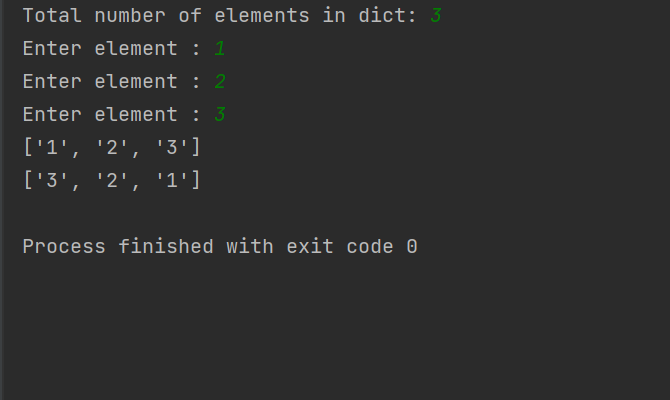 Total number of elements in dict: 3
Enter element : 1
Enter element : 2
Enter element : 3
['1', '2', '3']
['3', '2', '1']
Process finished with exit code 0